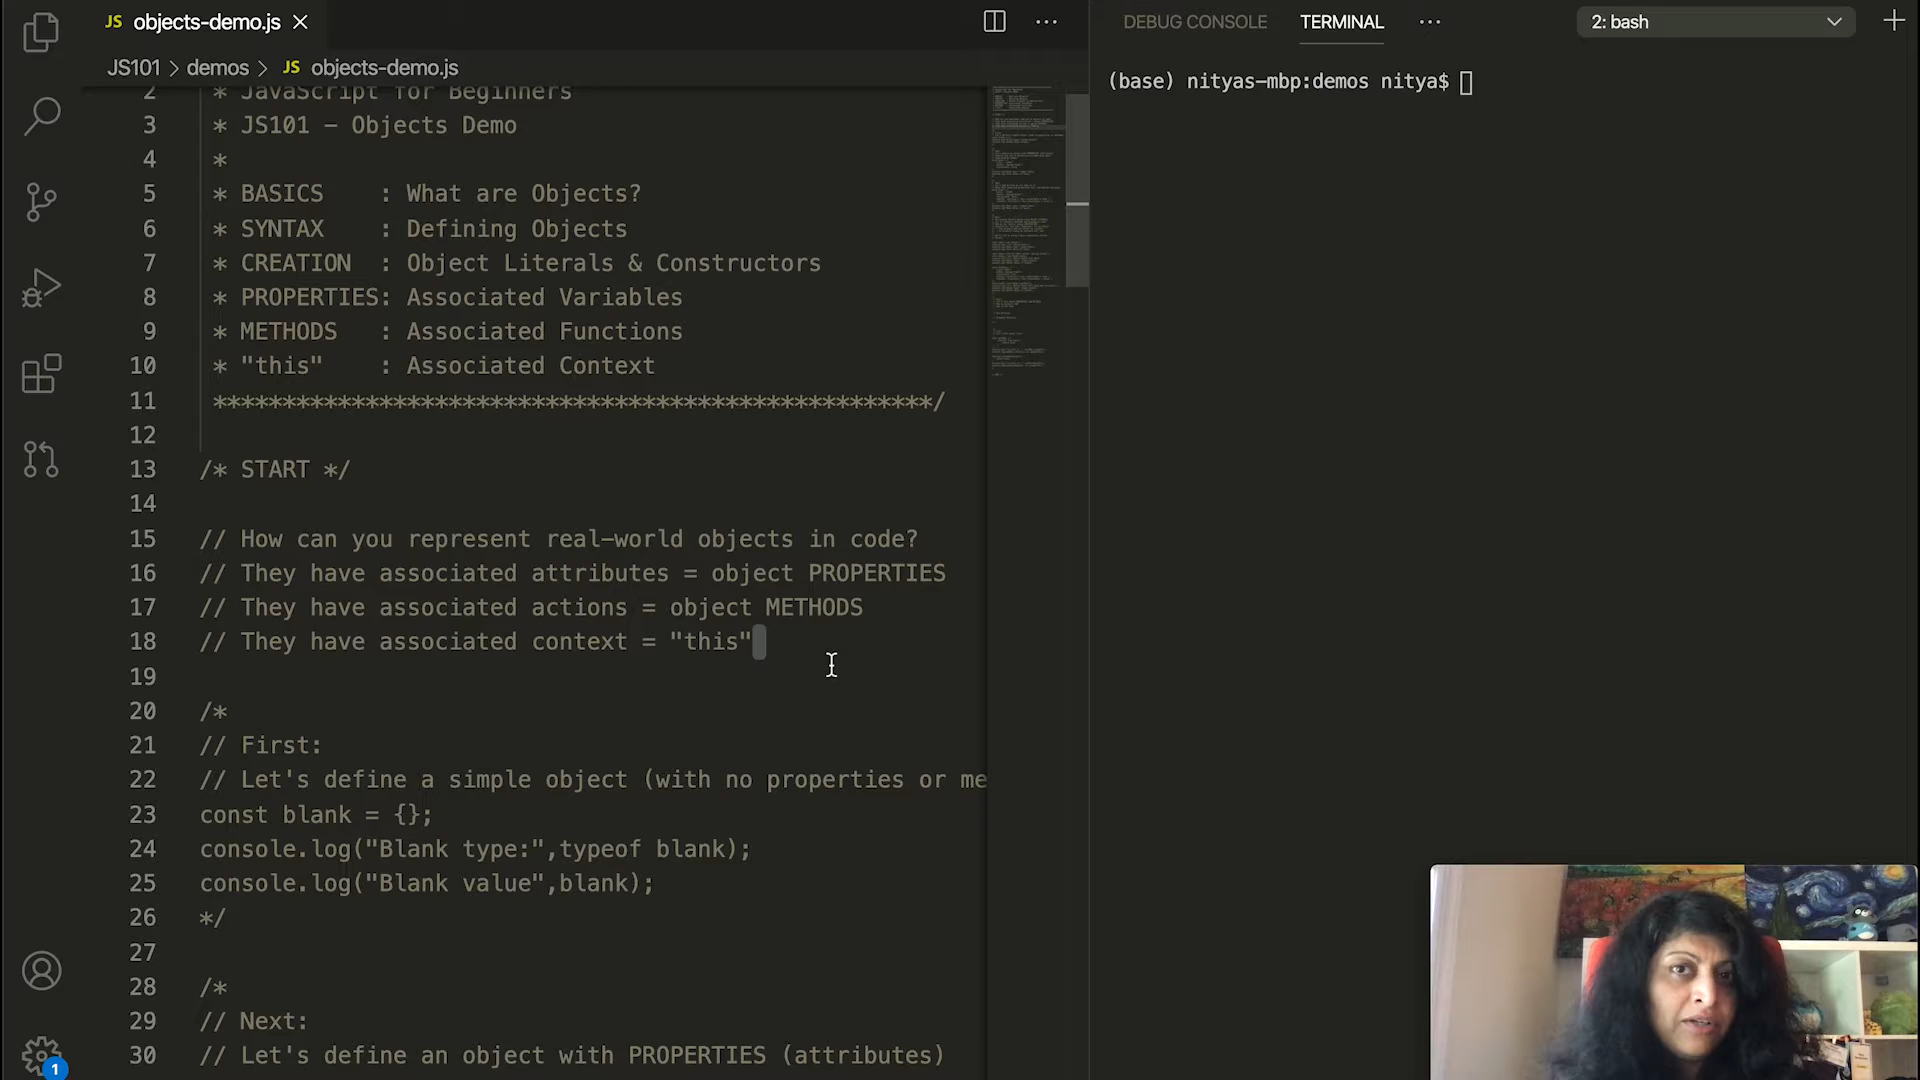 JS objects-demo.js
DEBUG CONSOLE TERMINAL 2: bash
JS101 > demos > JS objects-demo.js
(base) nityas-mbp:demos nitya$
2 * JavaScript for Beginners
3 * JS101 - Objects Demo
4 *
5 * BASICS : What are Objects?
6 * SYNTAX : Defining Objects
7 * CREATION : Object Literals & Constructors
8 * PROPERTIES: Associated Variables
9 * METHODS : Associated Functions
10 * "this" : Associated Context
11 ****************************************************/
12
13 /* START */
14
15 // How can you represent real-world objects in code?
16 // They have associated attributes = object PROPERTIES
17 // They have associated actions = object METHODS
18 // They have associated context = "this"
19
20 /*
21 // First:
22 // Let's define a simple object (with no properties or me
23 const blank = {};
24 console.log("Blank type:",typeof blank);
25 console.log("Blank value",blank);
26 */
27
28 /*
29 // Next:
30 // Let's define an object with PROPERTIES (attributes)
1